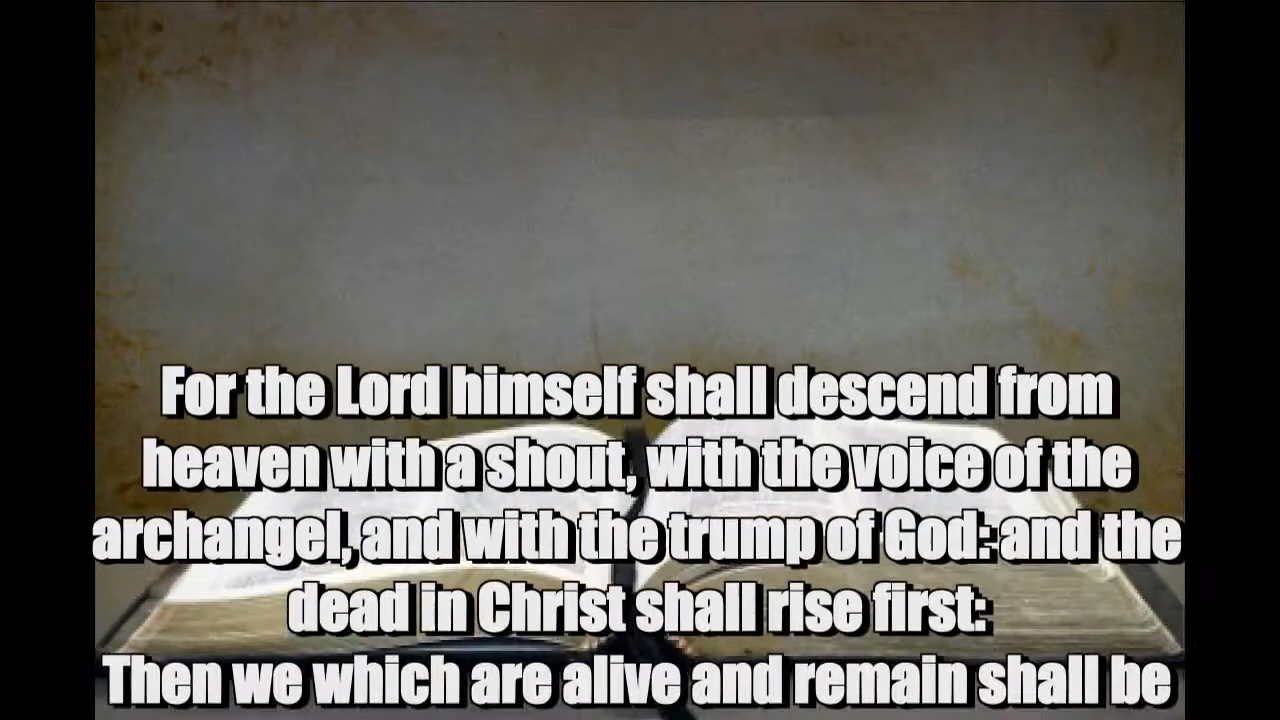 For the Lord himself shall descend from
heaven with a shout, with the voice of the
archangel, and with the trump of God: and the
dead in Christ shall rise first:
Then we which are alive and remain shall be